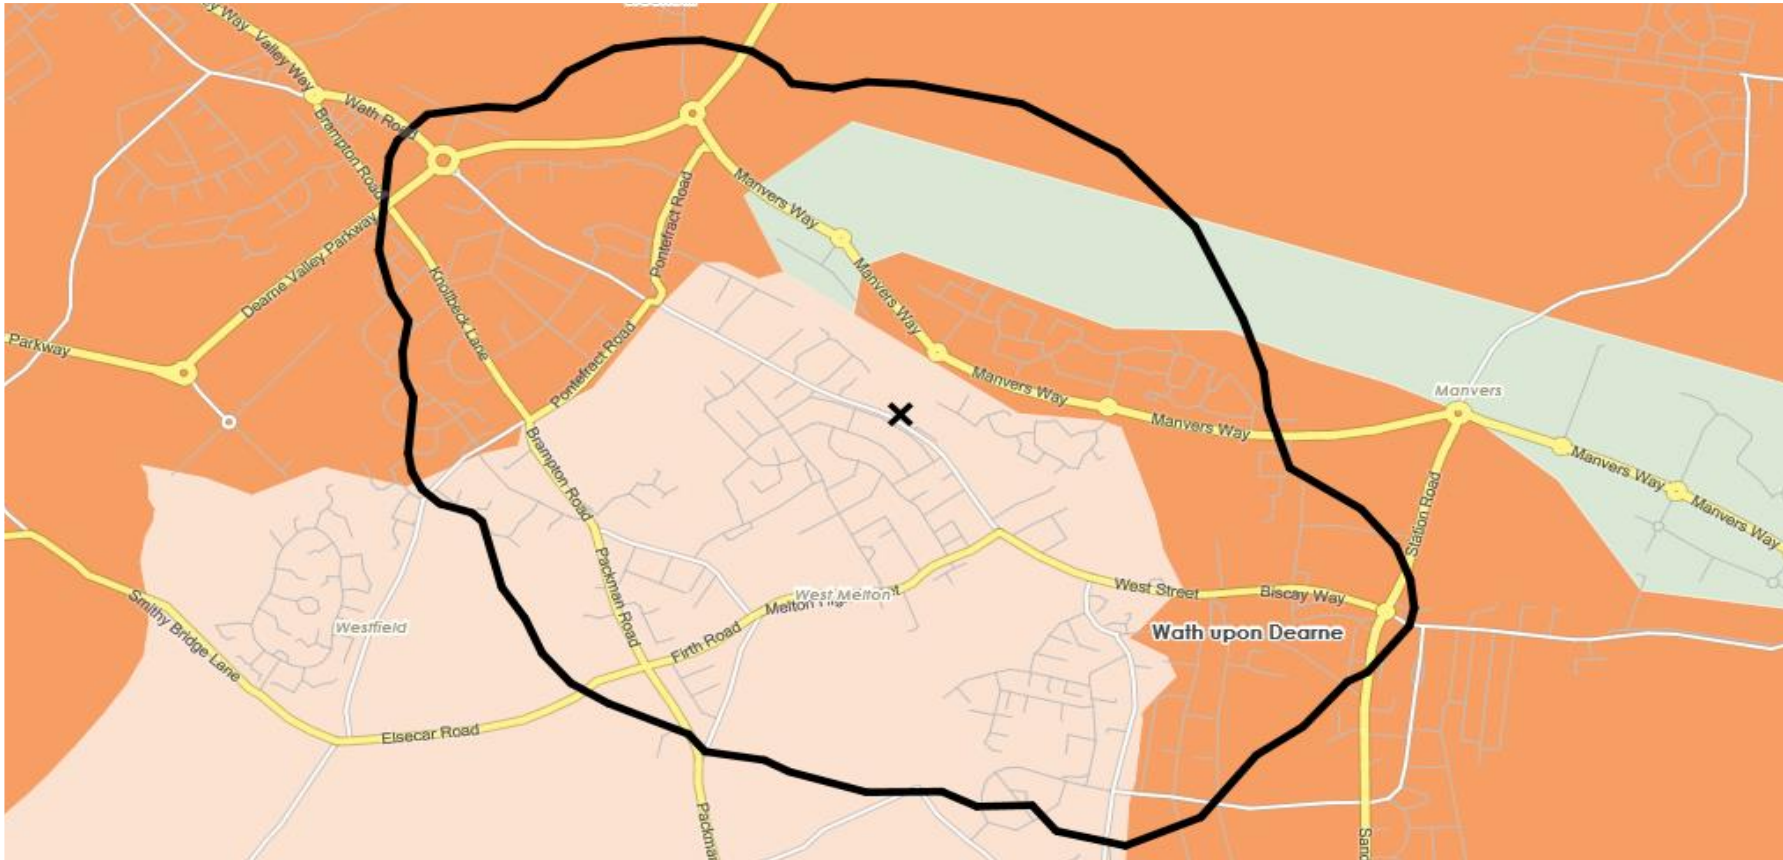 Valley Way
Wath Road
Brampton Road
Dearne Valley Parkway
Parkway
Knollbeck Lane
Pontefract Road
Pontefract Road
Manvers Way
Manvers Way
Manvers Way
Manvers Way
Manvers
Manvers Way
Manvers Way
Station Road
Brampton Road
Packman Road
Smithy Bridge Lane
Westfield
Elsecar Road
Firth Road
West Melton
West Street
Biscay Way
Wath upon Dearne